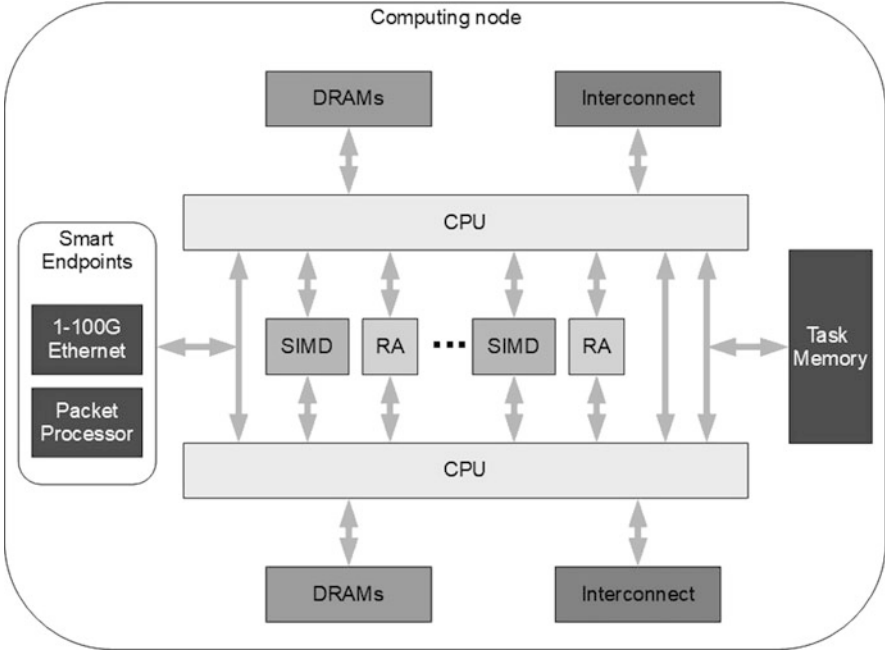 Computing node
DRAMs
Interconnect
CPU
Smart
Endpoints
1-100G
Ethernet
Packet
Processor
SIMD
RA
...
SIMD
RA
Task
Memory
CPU
DRAMs
Interconnect